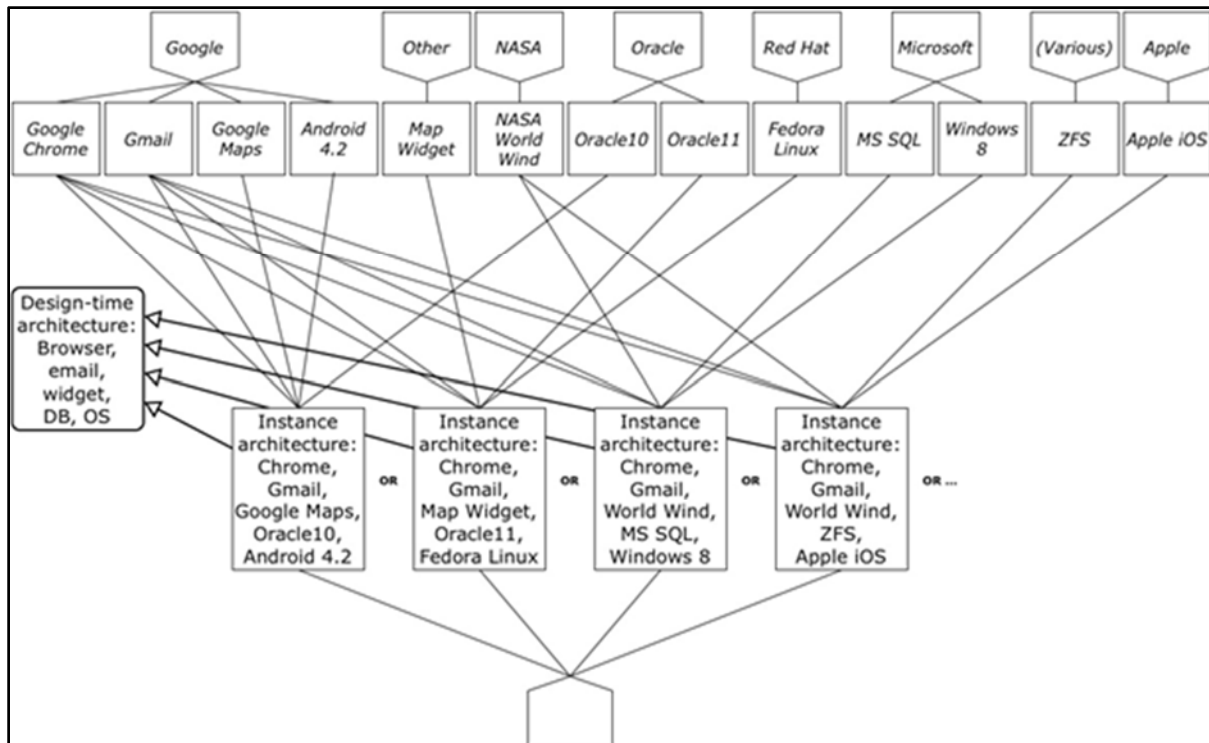 Google
Other
NASA
Oracle
Red Hat
Microsoft
(Various)
Apple
Google
Chrome
Gmail
Google
Maps
Android
4.2
Map
Widget
NASA
World
Wind
Oracle10
Oracle11
Fedora
Linux
MS SQL
Windows
8
ZFS
Apple iOS
Design-time
architecture:
Browser,
email,
widget,
DB, OS
Instance
architecture:
Chrome,
Gmail,
Google Maps,
Oracle10,
Android 4.2
OR
Instance
architecture:
Chrome,
Gmail,
Map Widget,
Oracle11,
Fedora Linux
OR
Instance
architecture:
Chrome,
Gmail,
World Wind,
MS SQL,
Windows 8
OR
Instance
architecture:
Chrome,
Gmail,
World Wind,
ZFS,
Apple iOS
OR ...